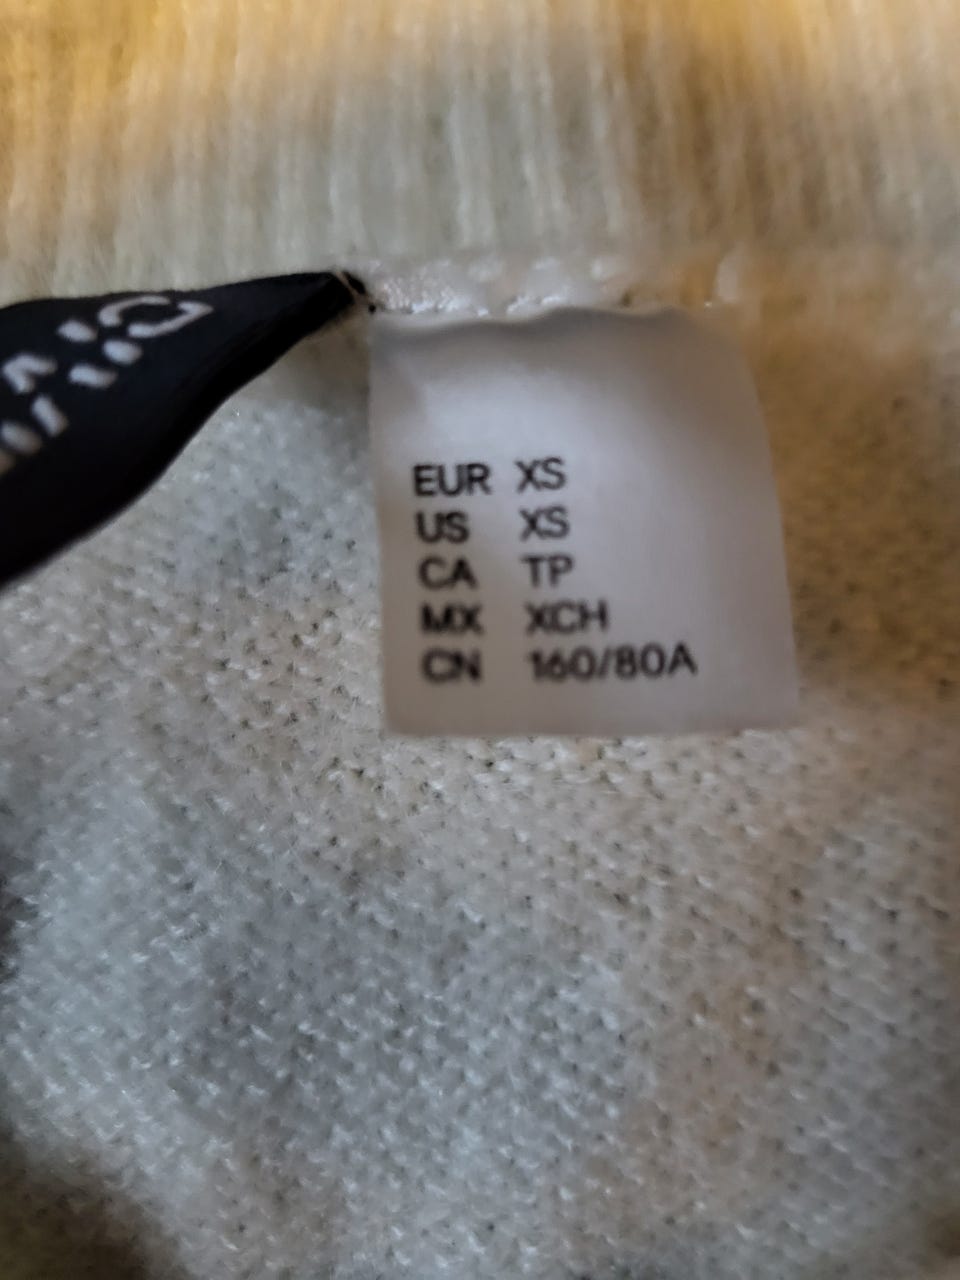 EUR XS
US XS
CA TP
MX XCH
CN 160/80A